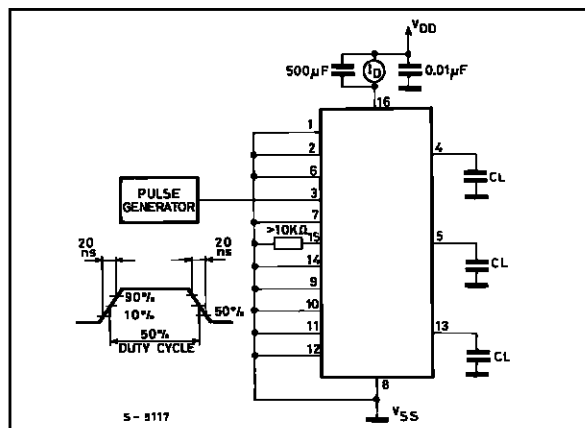 VDD
500µF
ID
0.01µF
16
1
2
6
3
7
>10KΩ
15
14
9
10
11
12
4
CL
5
CL
13
CL
8
VSS
PULSE
GENERATOR
20
ns
20
ns
90%
10%
50%
50%
DUTY CYCLE
S-5117